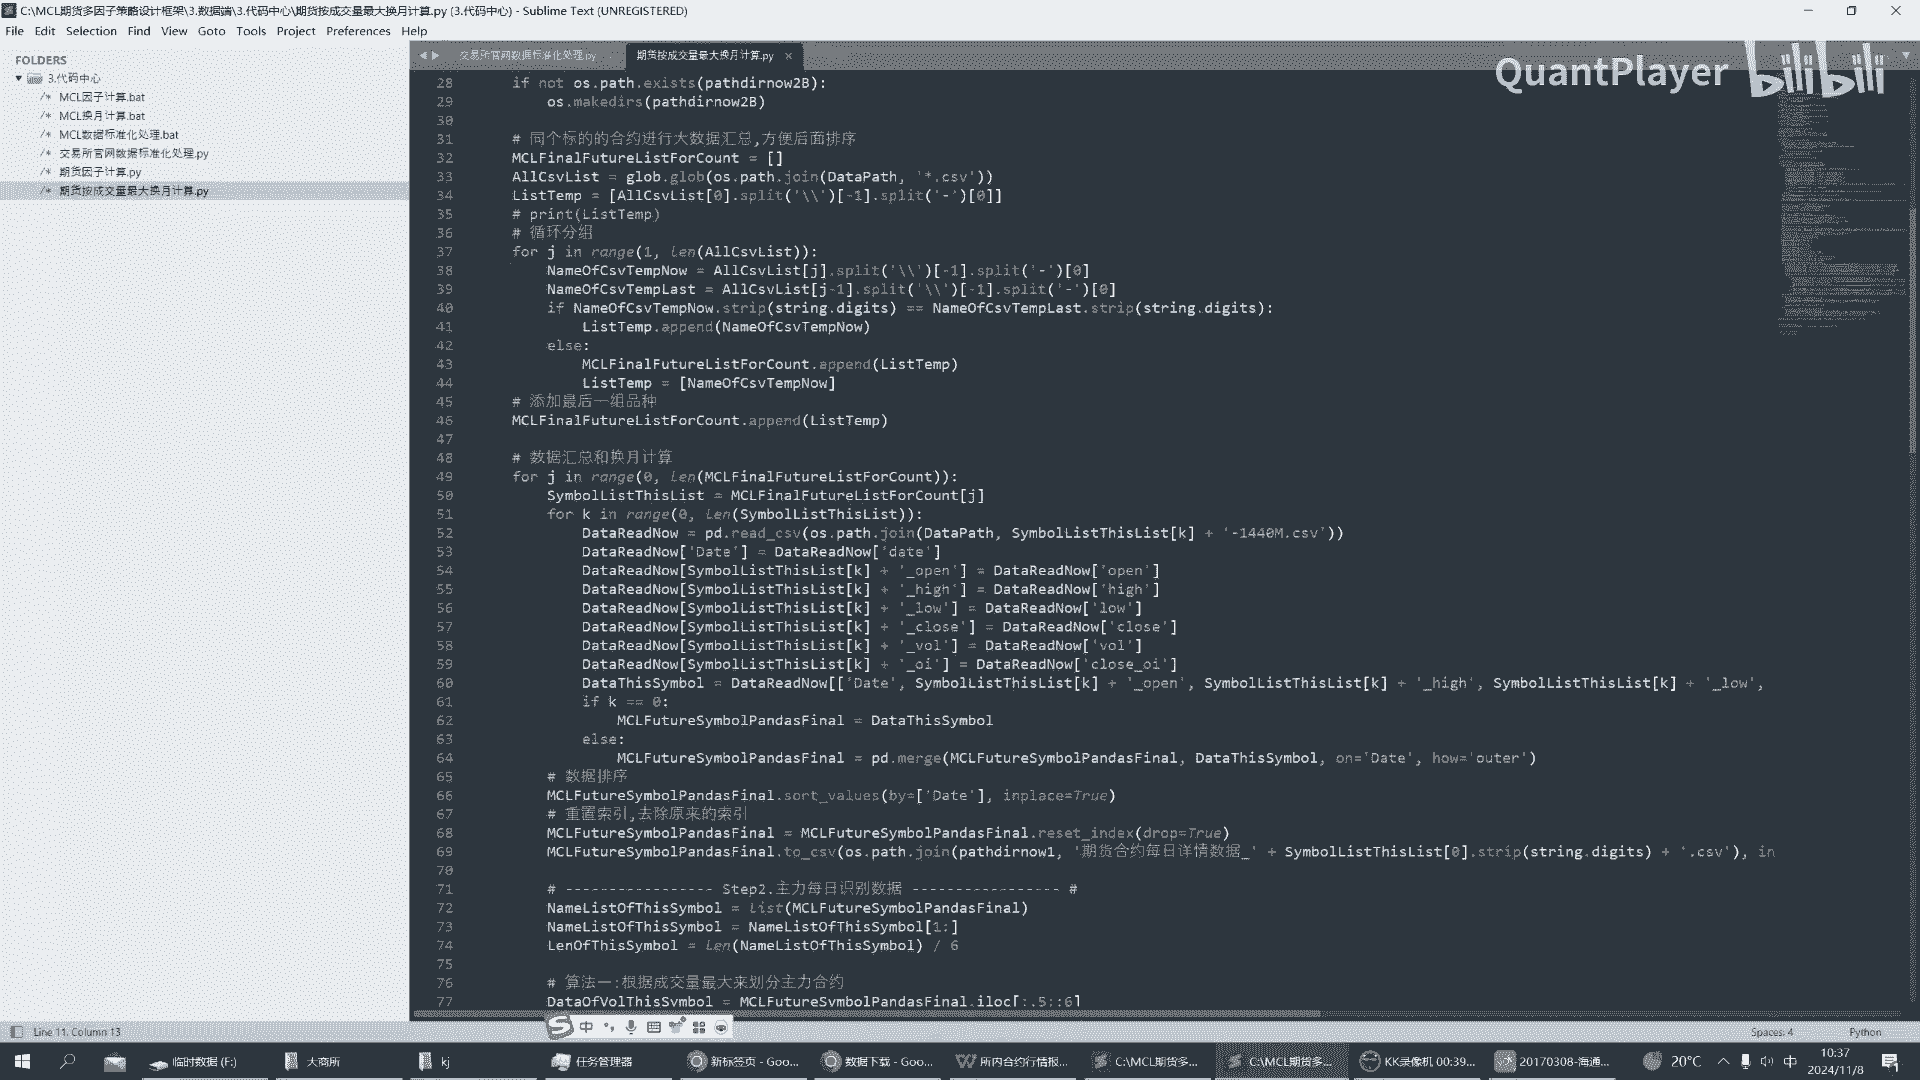 C:\MCL期货多因子策略设计框架\3.数据端\3.代码中心\期货按成交量最大换月计算.py (3.代码中心) - Sublime Text (UNREGISTERED)
File Edit Selection Find View Goto Tools Project Preferences Help
FOLDERS
3.代码中心
/* MCL因子计算.bat
/* MCL换月计算.bat
/* MCL数据标准化处理.bat
/* 交易所官网数据标准化处理.py
/* 期货因子计算.py
/* 期货按成交量最大换月计算.py
交易所官网数据标准化处理.py
期货按成交量最大换月计算.py ×
QuantPlayer bilibili
28 if not os.path.exists(pathdirnow2B):
29 os.makedirs(pathdirnow2B)
30
31 # 同个标的的合约进行大数据汇总,方便后面排序
32 MCLFinalFutureListForCount = []
33 AllCsvList = glob.glob(os.path.join(DataPath, '*.csv'))
34 ListTemp = [AllCsvList[0].split('\\')[-1].split('-')[0]]
35 # print(ListTemp)
36 # 循环分组
37 for j in range(1, len(AllCsvList)):
38 NameOfCsvTempNow = AllCsvList[j].split('\\')[-1].split('-')[0]
39 NameOfCsvTempLast = AllCsvList[j-1].split('\\')[-1].split('-')[0]
40 if NameOfCsvTempNow.strip(string.digits) == NameOfCsvTempLast.strip(string.digits):
41 ListTemp.append(NameOfCsvTempNow)
42 else:
43 MCLFinalFutureListForCount.append(ListTemp)
44 ListTemp = [NameOfCsvTempNow]
45 # 添加最后一组品种
46 MCLFinalFutureListForCount.append(ListTemp)
47
48 # 数据汇总和换月计算
49 for j in range(0, len(MCLFinalFutureListForCount)):
50 SymbolListThisList = MCLFinalFutureListForCount[j]
51 for k in range(0, len(SymbolListThisList)):
52 DataReadNow = pd.read_csv(os.path.join(DataPath, SymbolListThisList[k] + '-1440M.csv'))
53 DataReadNow['Date'] = DataReadNow['date']
54 DataReadNow[SymbolListThisList[k] + '_open'] = DataReadNow['open']
55 DataReadNow[SymbolListThisList[k] + '_high'] = DataReadNow['high']
56 DataReadNow[SymbolListThisList[k] + '_low'] = DataReadNow['low']
57 DataReadNow[SymbolListThisList[k] + '_close'] = DataReadNow['close']
58 DataReadNow[SymbolListThisList[k] + '_vol'] = DataReadNow['vol']
59 DataReadNow[SymbolListThisList[k] + '_oi'] = DataReadNow['close_oi']
60 DataThisSymbol = DataReadNow[['Date', SymbolListThisList[k] + '_open', SymbolListThisList[k] + '_high', SymbolListThisList[k] + '_low',
61 if k == 0:
62 MCLFutureSymbolPandasFinal = DataThisSymbol
63 else:
64 MCLFutureSymbolPandasFinal = pd.merge(MCLFutureSymbolPandasFinal, DataThisSymbol, on='Date', how='outer')
65 # 数据排序
66 MCLFutureSymbolPandasFinal.sort_values(by=['Date'], inplace=True)
67 # 重置索引,去除原来的索引
68 MCLFutureSymbolPandasFinal = MCLFutureSymbolPandasFinal.reset_index(drop=True)
69 MCLFutureSymbolPandasFinal.to_csv(os.path.join(pathdirnow1, '期货合约每日详情数据_' + SymbolListThisList[0].strip(string.digits) + '.csv'), in
70
71 # ----------------- Step2.主力每日识别数据 ----------------- #
72 NameListOfThisSymbol = list(MCLFutureSymbolPandasFinal)
73 NameListOfThisSymbol = NameListOfThisSymbol[1:]
74 LenOfThisSymbol = len(NameListOfThisSymbol) / 6
75
76 # 算法一:根据成交量最大来划分主力合约
77 DataOfVolThisSymbol = MCLFutureSymbolPandasFinal.iloc[:,5::6]
Line 11, Column 13
中
Spaces: 4
Python
临时数据 (F:)
大商所
kj
任务管理器
新标签页 - Goo...
数据下载 - Goo...
所内合约行情报...
C:\MCL期货多...
C:\MCL期货多...
KK录像机 00:39...
20170308-海通...
20°C
中
10:37
2024/11/8